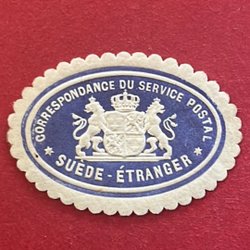 CORRESPONDANCE DU SERVICE POSTAL
SUÈDE - ÉTRANGER